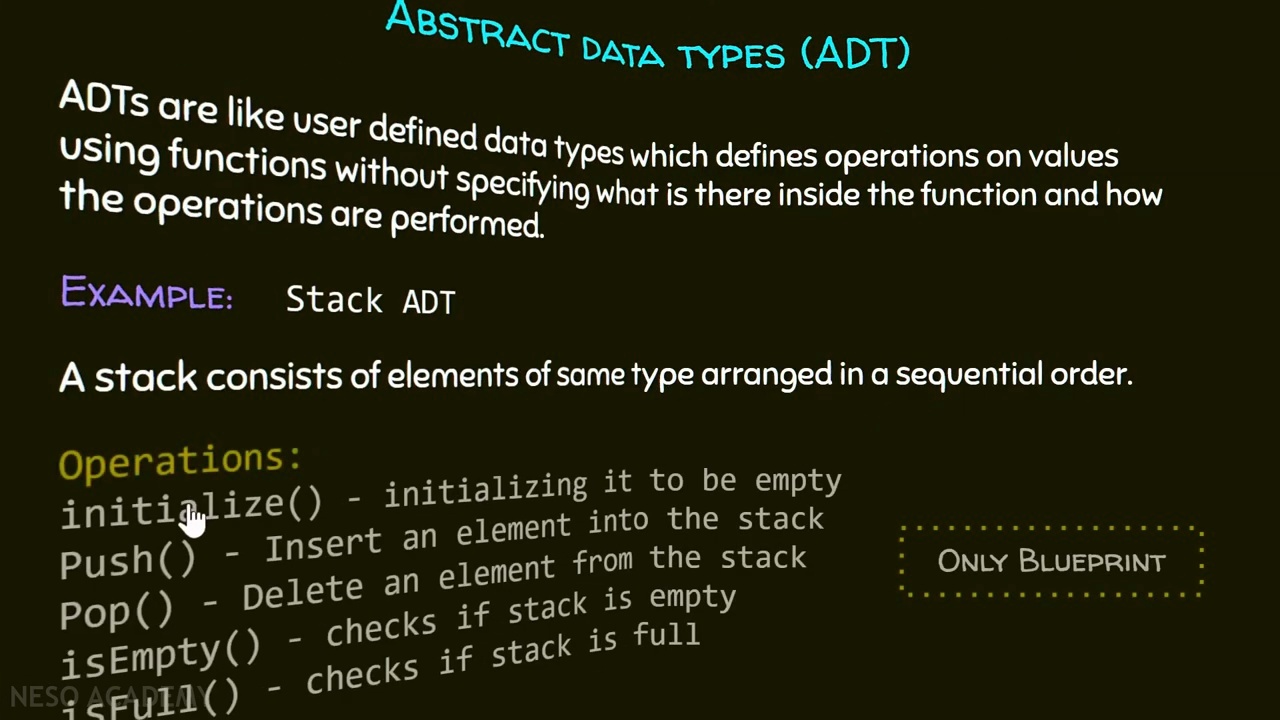 ABSTRACT DATA TYPES (ADT)
ADTs are like user defined data types which defines operations on values
using functions without specifying what is there inside the function and how
the operations are performed.
EXAMPLE: Stack ADT
A stack consists of elements of same type arranged in a sequential order.
Operations:
initialize() - initializing it to be empty
Push() - Insert an element into the stack
Pop() - Delete an element from the stack
ONLY BLUEPRINT
isEmpty() - checks if stack is empty
isFull() - checks if stack is full
NESO ACADEMY